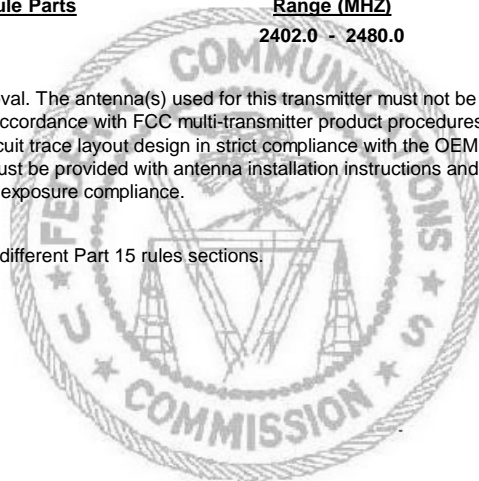 ule Parts Range (MHZ)
2402.0 - 2480.0
val. The antenna(s) used for this transmitter must not be
ccordance with FCC multi-transmitter product procedures
cuit trace layout design in strict compliance with the OEM
ust be provided with antenna installation instructions and
exposure compliance.
different Part 15 rules sections.
FEDERAL COMMUNICATIONS COMMISSION
U S